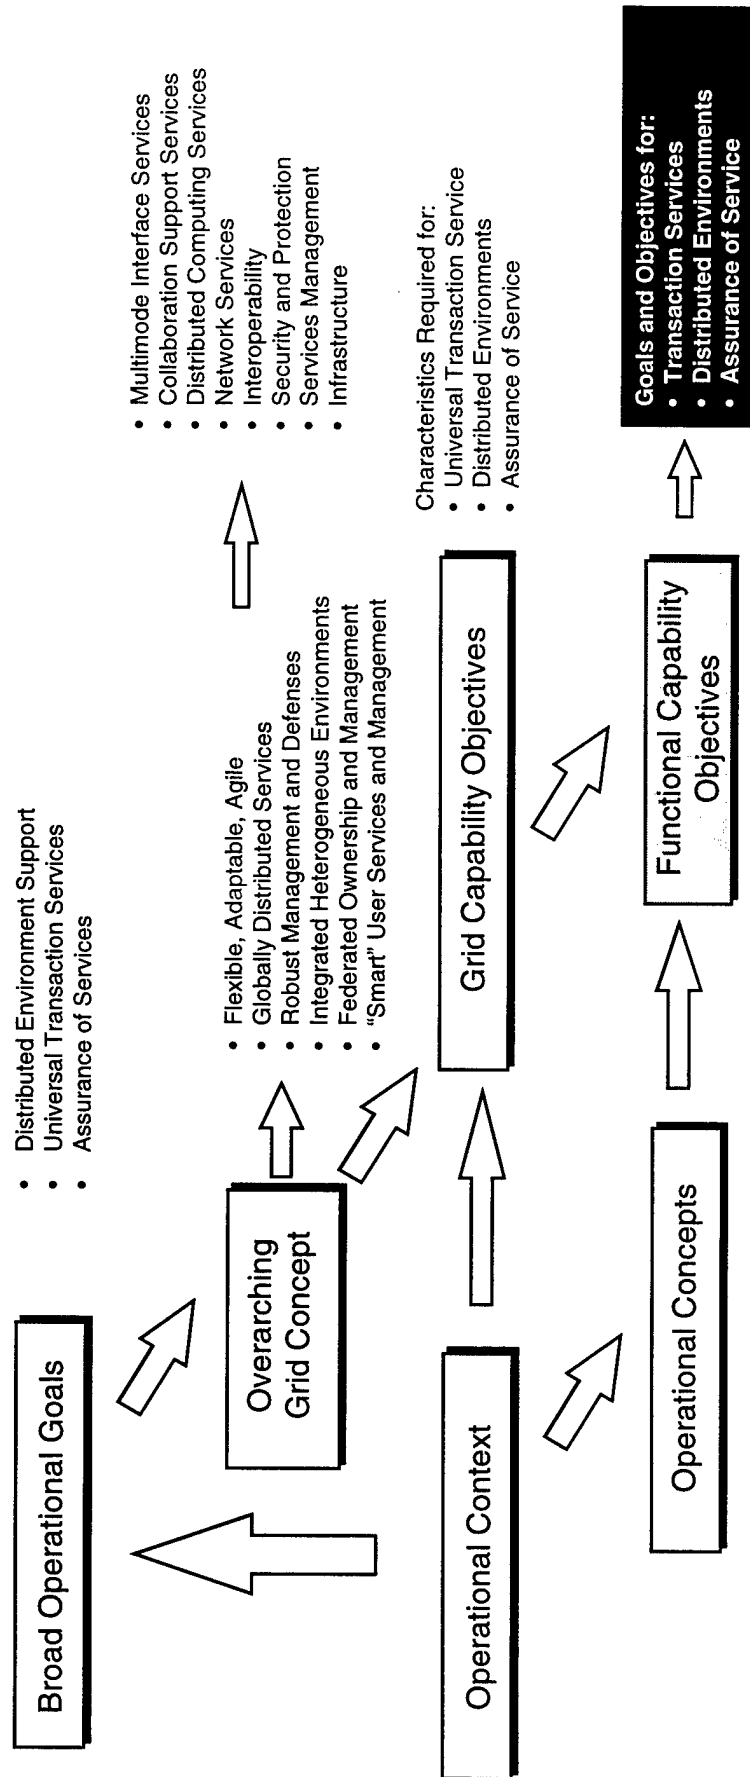 Broad Operational Goals
• Distributed Environment Support
• Universal Transaction Services
• Assurance of Services
Overarching
Grid Concept
• Flexible, Adaptable, Agile
• Globally Distributed Services
• Robust Management and Defenses
• Integrated Heterogeneous Environments
• Federated Ownership and Management
• “Smart” User Services and Management
• Multimode Interface Services
• Collaboration Support Services
• Distributed Computing Services
• Network Services
• Interoperability
• Security and Protection
• Services Management
• Infrastructure
Operational Context
Grid Capability Objectives
Characteristics Required for:
• Universal Transaction Service
• Distributed Environments
• Assurance of Service
Operational Concepts
Functional Capability
Objectives
Goals and Objectives for:
• Transaction Services
• Distributed Environments
• Assurance of Service